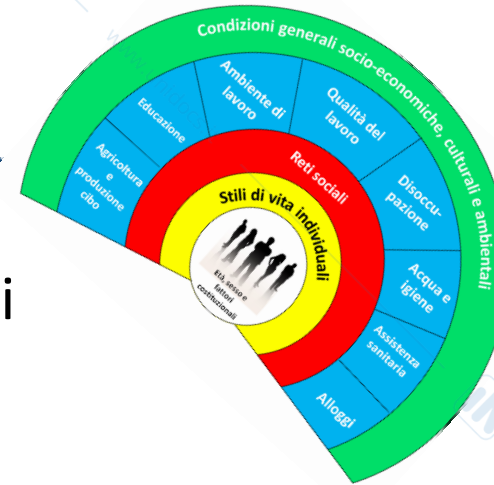 Condizioni generali socio-economiche, culturali e ambientali
Agricoltura
e
produzione
cibo
Educazione
Ambiente di
lavoro
Qualità del
lavoro
Disoccu-
pazione
Acqua e
igiene
Assistenza
sanitaria
Alloggi
Reti sociali
Stili di vita individuali
Età, sesso e
fattori
costituzionali
i